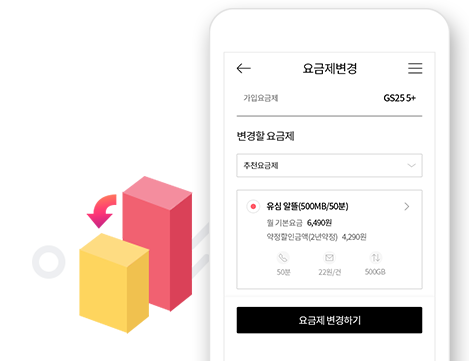 요금제변경
가입요금제 GS25 5+
변경할 요금제
추천요금제
유심 알뜰(500MB/50분)
월 기본요금 6,490원
약정할인금액(2년약정) 4,290원
50분 22원/건 500GB
요금제 변경하기